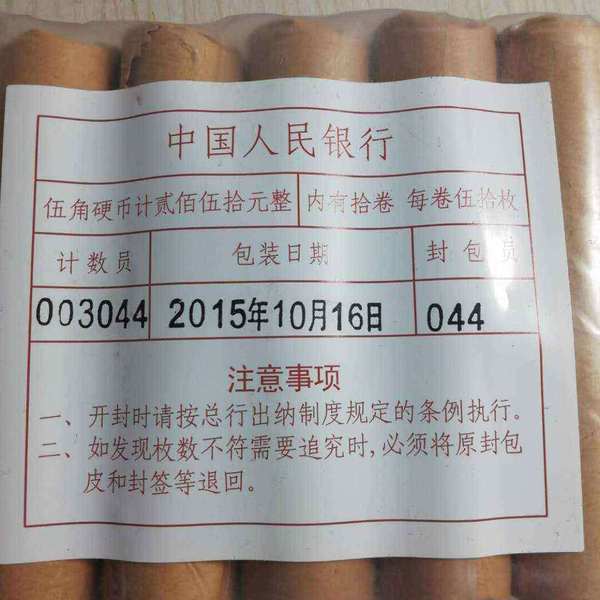 中国人民银行
伍角硬币计贰佰伍拾元整 内有拾卷 每卷伍拾枚
计数员 包装日期 封包员
003044 2015年10月16日 044
注意事项
一、开封时请按总行出纳制度规定的条例执行。
二、如发现枚数不符需要追究时,必须将原封包
皮和封签等退回。